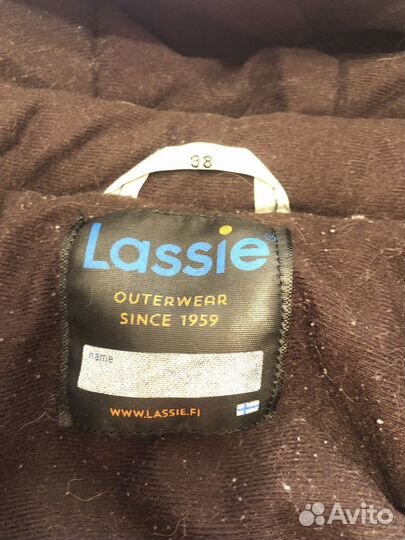 98
Lassie®
OUTERWEAR
SINCE 1959
name
WWW.LASSIE.FI
Avito